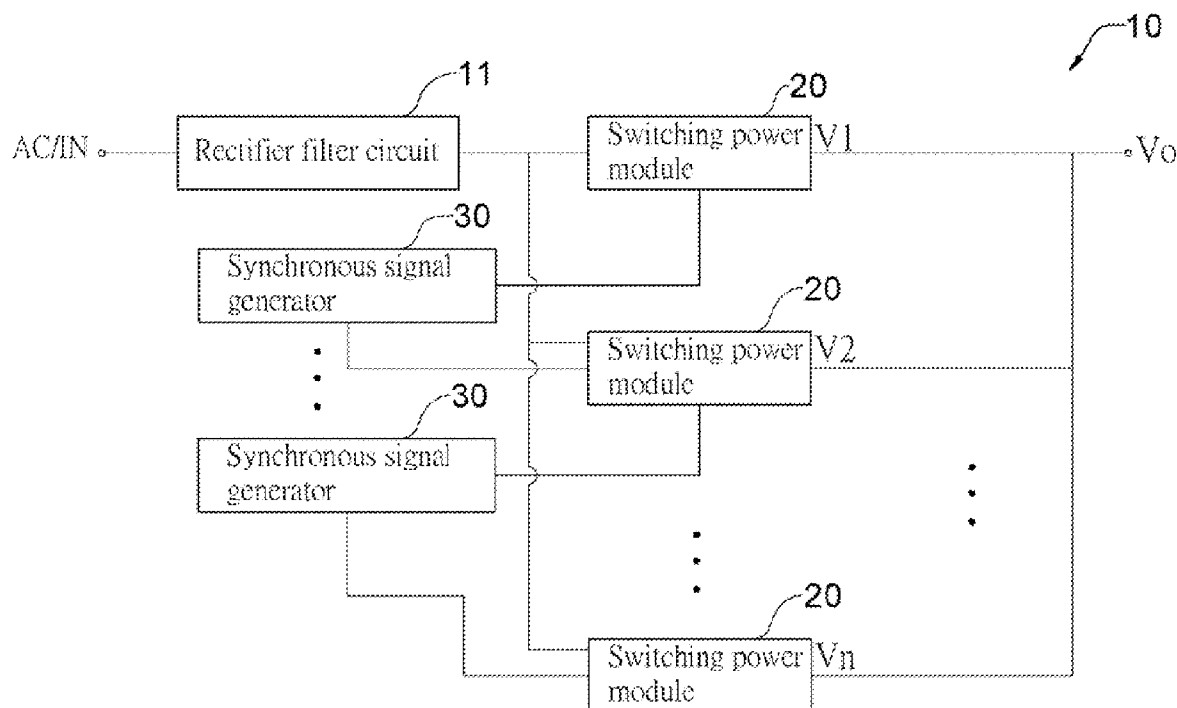 10
11
20
AC/IN
Rectifier filter circuit
Switching power
module
V1
Vo
30
Synchronous signal
generator
20
Switching power
module
V2
30
Synchronous signal
generator
20
Switching power
module
Vn